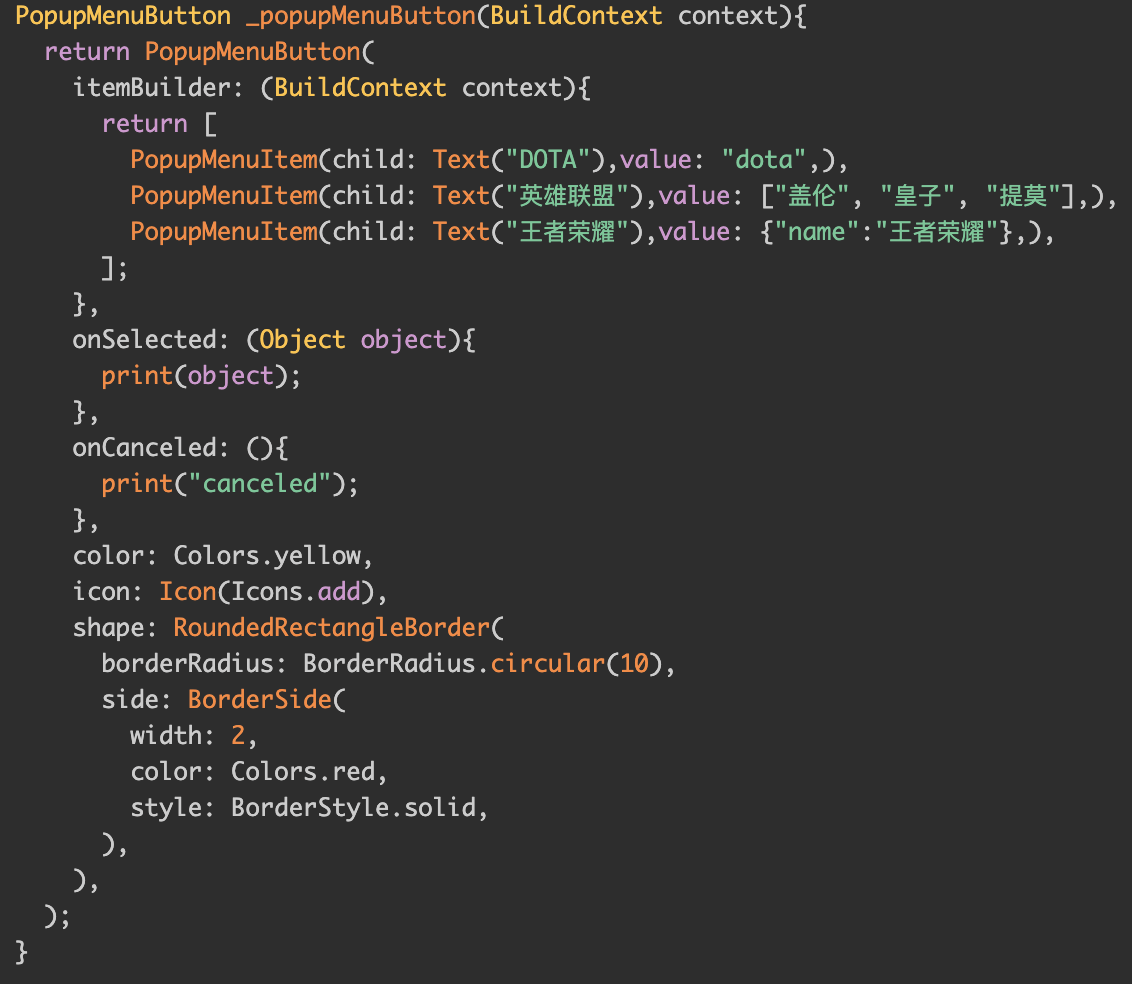 PopupMenuButton _popupMenuButton(BuildContext context){
  return PopupMenuButton(
    itemBuilder: (BuildContext context){
      return [
        PopupMenuItem(child: Text("DOTA"),value: "dota",),
        PopupMenuItem(child: Text("英雄联盟"),value: ["盖伦", "皇子", "提莫"],),
        PopupMenuItem(child: Text("王者荣耀"),value: {"name":"王者荣耀"},),
      ];
    },
    onSelected: (Object object){
      print(object);
    },
    onCanceled: (){
      print("canceled");
    },
    color: Colors.yellow,
    icon: Icon(Icons.add),
    shape: RoundedRectangleBorder(
      borderRadius: BorderRadius.circular(10),
      side: BorderSide(
        width: 2,
        color: Colors.red,
        style: BorderStyle.solid,
      ),
    ),
  );
}